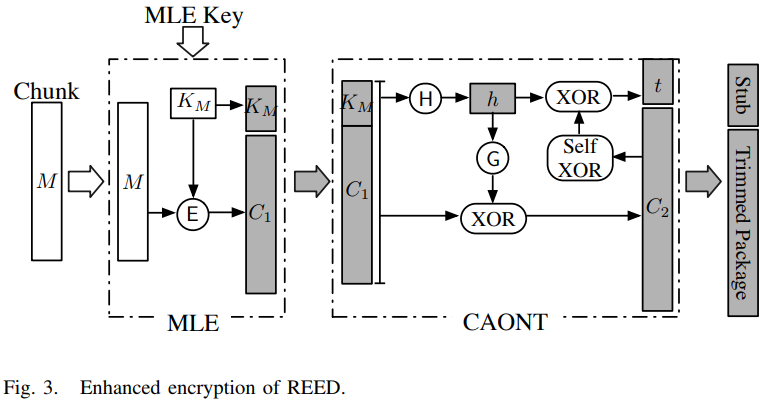 MLE Key
Chunk
M
M
K_M
K_M
E
C_1
MLE
K_M
C_1
H
h
G
XOR
XOR
Self
XOR
t
C_2
CAONT
Stub
Trimmed Package
Fig. 3. Enhanced encryption of REED.